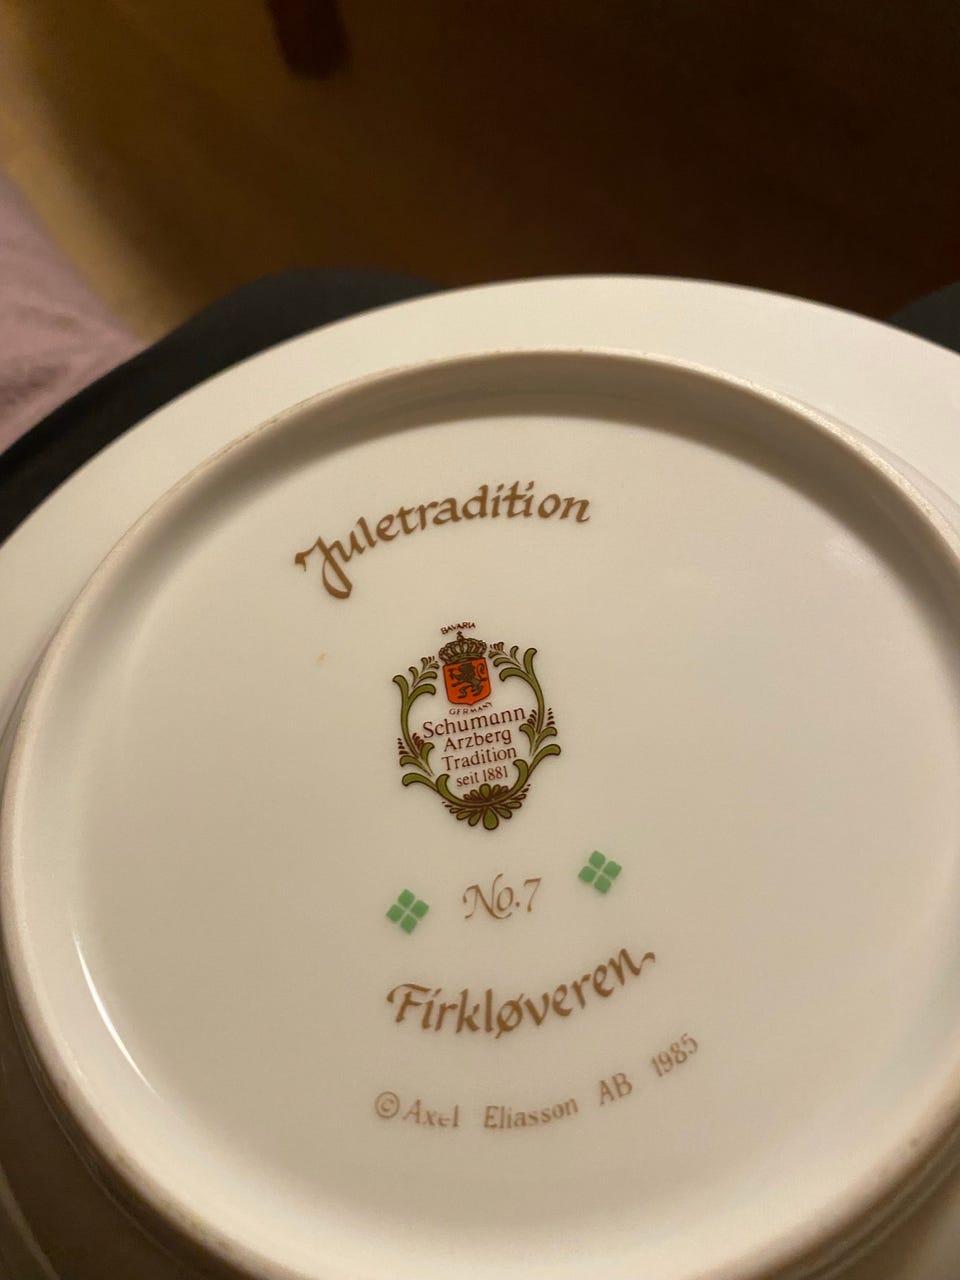 Juletradition
BAVARIA
GERMANY
Schumann
Arzberg
Tradition
seit 1881
No.7
Firkløveren
© Axel Eliasson AB 1985